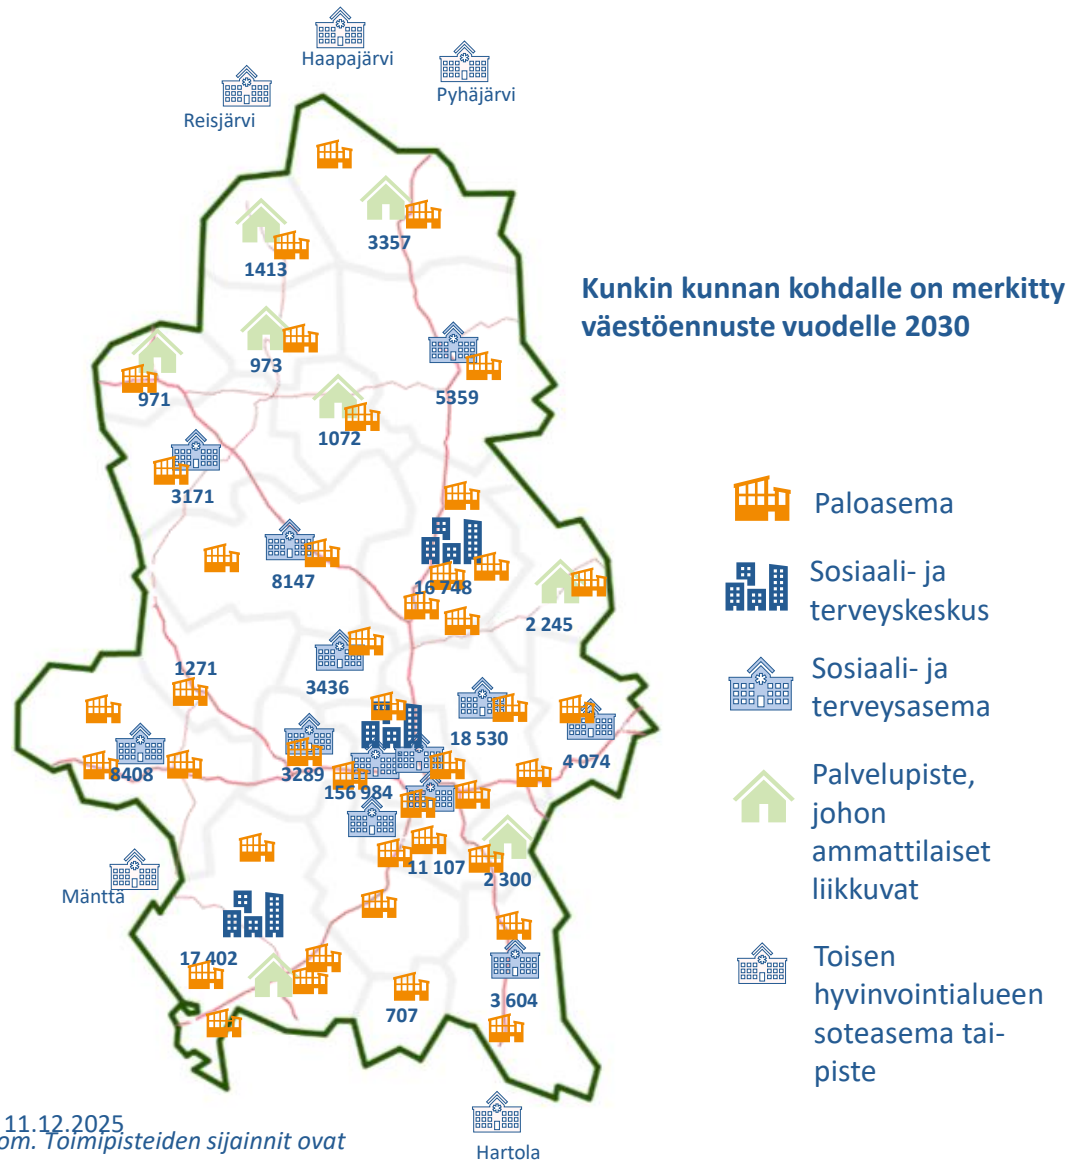 Haapajärvi
Pyhäjärvi
Reisjärvi
3357
1413
Kunkin kunnan kohdalle on merkitty
väestöennuste vuodelle 2030
973
971
5359
1072
3171
Paloasema
8147
16 748
Sosiaali- ja
terveyskeskus
2 245
1271
3436
Sosiaali- ja
terveysasema
18 530
8408
3289
4 074
156 984
Palvelupiste,
johon
ammattilaiset
liikkuvat
11 107
2 300
Mänttä
17 402
Toisen
hyvinvointialueen
soteasema tai-
piste
3 604
707
11.12.2025
om. Toimipisteiden sijainnit ovat
Hartola